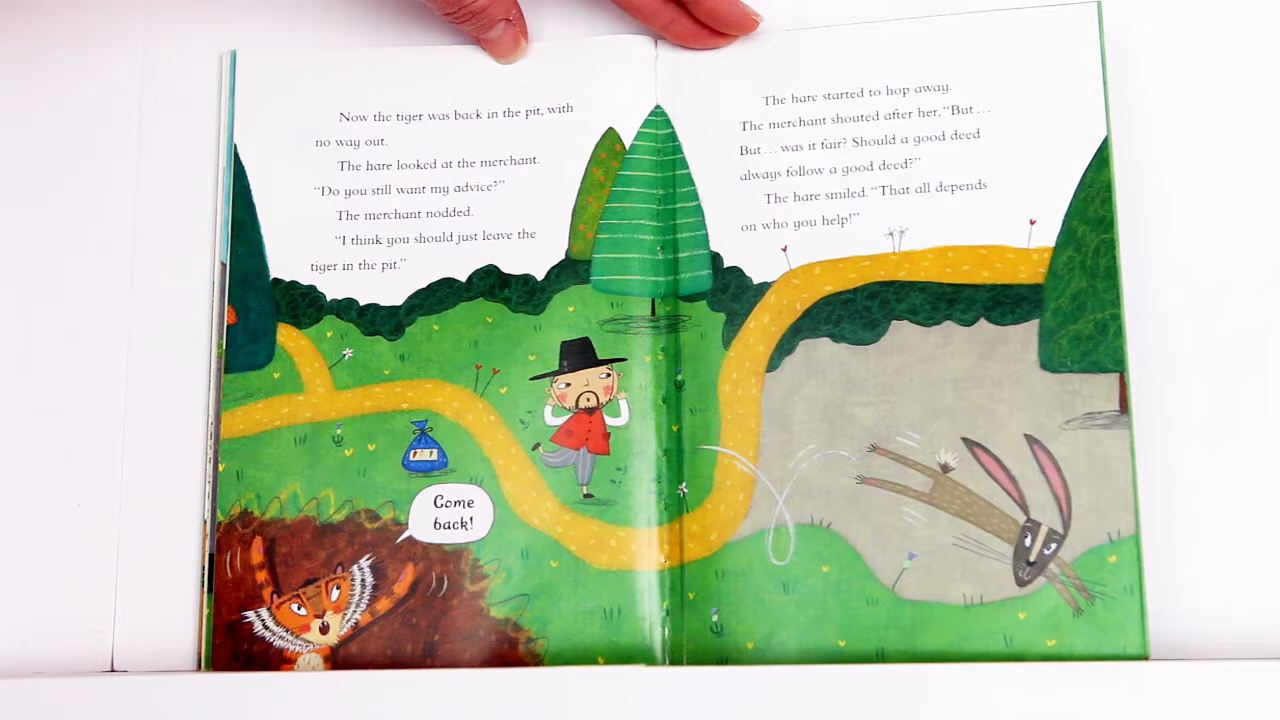 Now the tiger was back in the pit, with
no way out.
The hare looked at the merchant.
“Do you still want my advice?”
The merchant nodded.
“I think you should just leave the
tiger in the pit.”
Come
back!
The hare started to hop away.
The merchant shouted after her, “But ...
But ... was it fair? Should a good deed
always follow a good deed?”
The hare smiled. “That all depends
on who you help!”